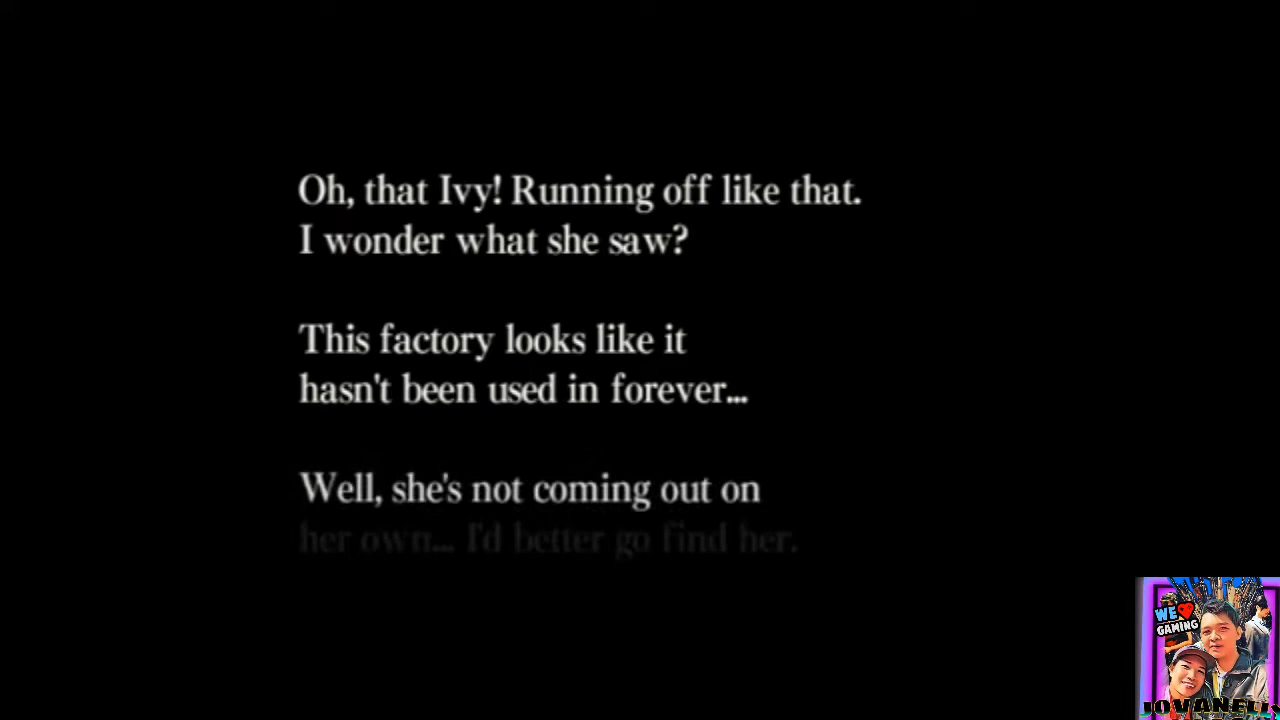 Oh, that Ivy! Running off like that.
I wonder what she saw?
This factory looks like it
hasn't been used in forever...
Well, she's not coming out on
her own... I'd better go find her.
WE
GAMING
JOVANELLY